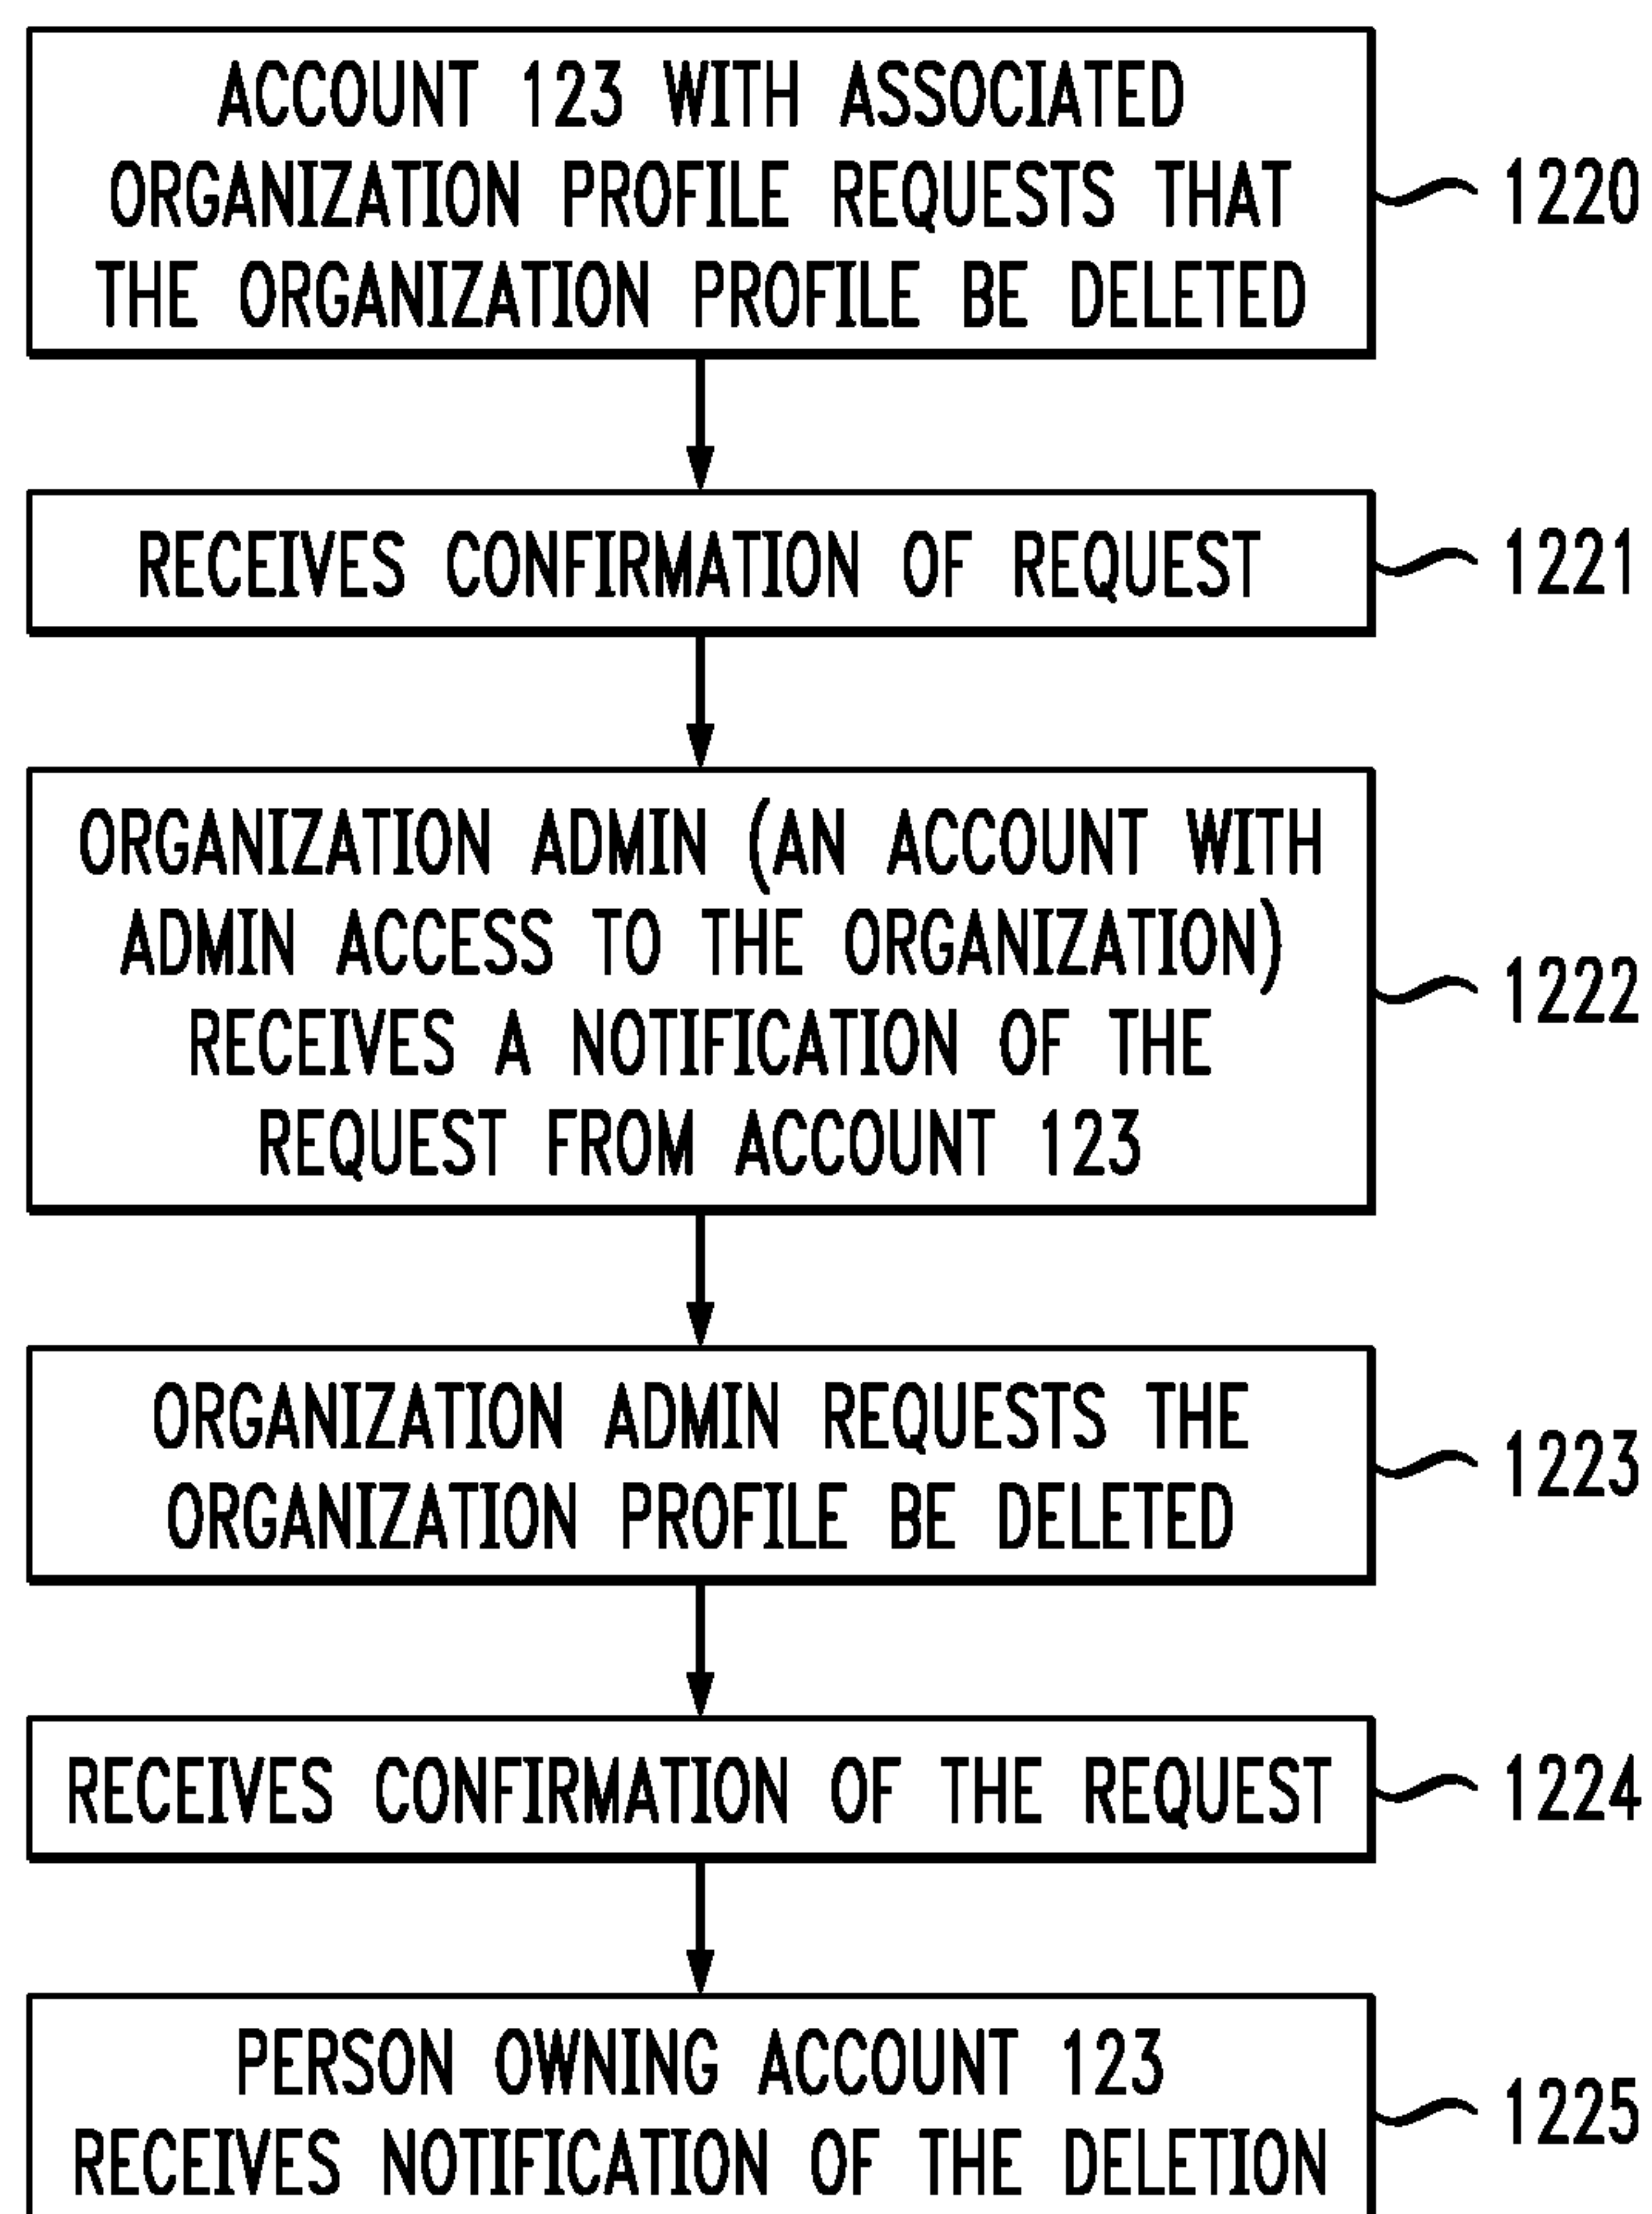 ACCOUNT 123 WITH ASSOCIATED
ORGANIZATION PROFILE REQUESTS THAT
THE ORGANIZATION PROFILE BE DELETED
1220
RECEIVES CONFIRMATION OF REQUEST
1221
ORGANIZATION ADMIN (AN ACCOUNT WITH
ADMIN ACCESS TO THE ORGANIZATION)
RECEIVES A NOTIFICATION OF THE
REQUEST FROM ACCOUNT 123
1222
ORGANIZATION ADMIN REQUESTS THE
ORGANIZATION PROFILE BE DELETED
1223
RECEIVES CONFIRMATION OF THE REQUEST
1224
PERSON OWNING ACCOUNT 123
RECEIVES NOTIFICATION OF THE DELETION
1225